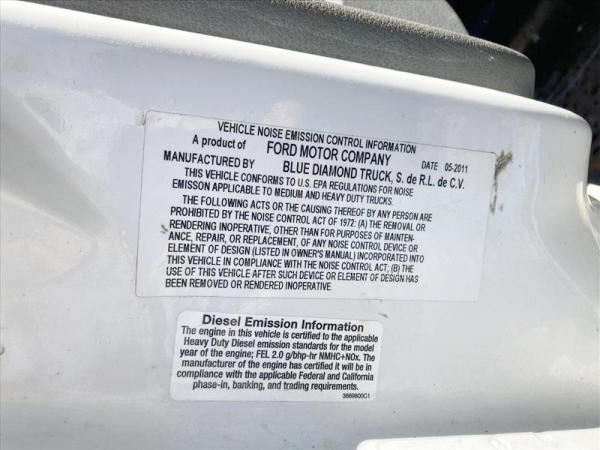 VEHICLE NOISE EMISSION CONTROL INFORMATION
A product of FORD MOTOR COMPANY DATE 05-2011
MANUFACTURED BY BLUE DIAMOND TRUCK, S. de R.L. de C.V.
THIS VEHICLE CONFORMS TO U.S. EPA REGULATIONS FOR NOISE
EMISSON APPLICABLE TO MEDIUM AND HEAVY DUTY TRUCKS.
THE FOLLOWING ACTS OR THE CAUSING THEREOF BY ANY PERSON ARE
PROHIBITED BY THE NOISE CONTROL ACT OF 1972: (A) THE REMOVAL OR
RENDERING INOPERATIVE, OTHER THAN FOR PURPOSES OF MAINTEN-
ANCE, REPAIR, OR REPLACEMENT, OF ANY NOISE CONTROL DEVICE OR
ELEMENT OF DESIGN (LISTED IN OWNER'S MANUAL) INCORPORATED INTO
THIS VEHICLE IN COMPLIANCE WITH THE NOISE CONTROL ACT; (B) THE
USE OF THIS VEHICLE AFTER SUCH DEVICE OR ELEMENT OF DESIGN HAS
BEEN REMOVED OR RENDERED INOPERATIVE.
Diesel Emission Information
The engine in this vehicle is certified to the applicable
Heavy Duty Diesel emission standards for the model
year of the engine; FEL 2.0 g/bhp-hr NMHC+NOx. The
manufacturer of the engine has certified it will be in
compliance with the applicable Federal and California
phase-in, banking, and trading requirements.
3669800C1